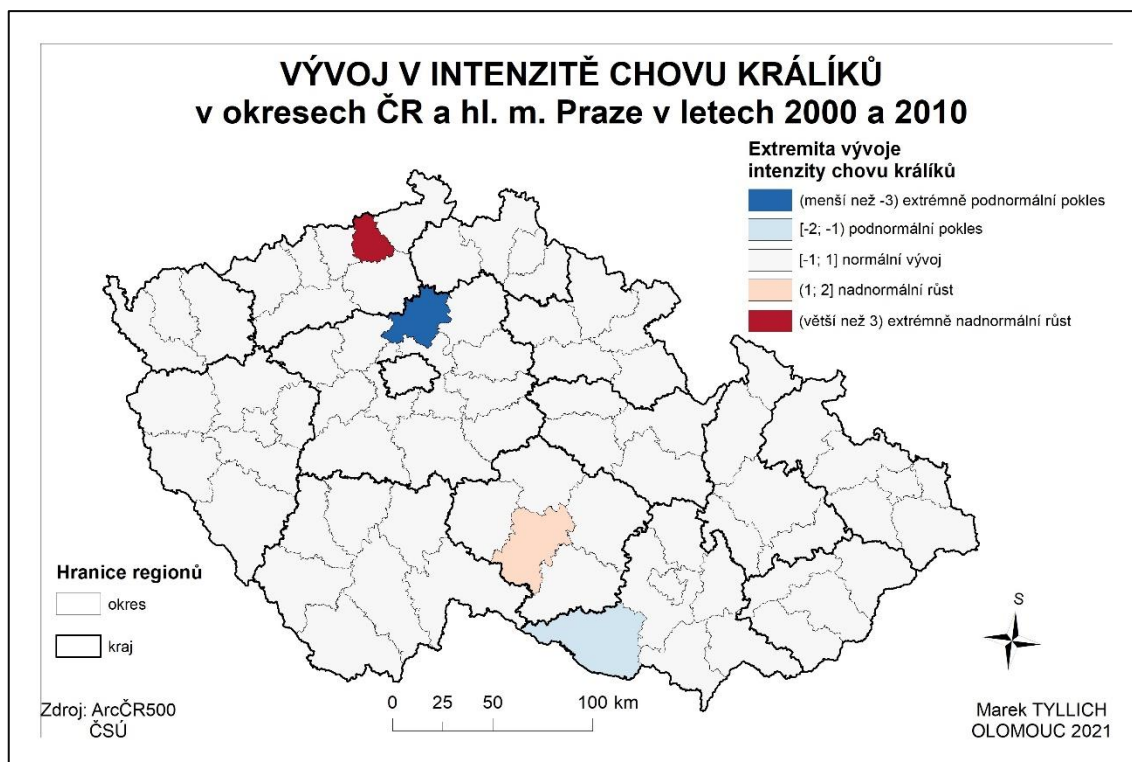 VÝVOJ V INTENZITĚ CHOVU KRÁLÍKŮ
v okresech ČR a hl. m. Praze v letech 2000 a 2010
Extremita vývoje
intenzity chovu králíků
(menší než -3) extrémně podnormální pokles
[-2; -1) podnormální pokles
[-1; 1] normální vývoj
(1; 2] nadnormální růst
(větší než 3) extrémně nadnormální růst
Hranice regionů
okres
kraj
S
0 25 50 100 km
Zdroj: ArcČR500
ČSÚ
Marek TYLLICH
OLOMOUC 2021